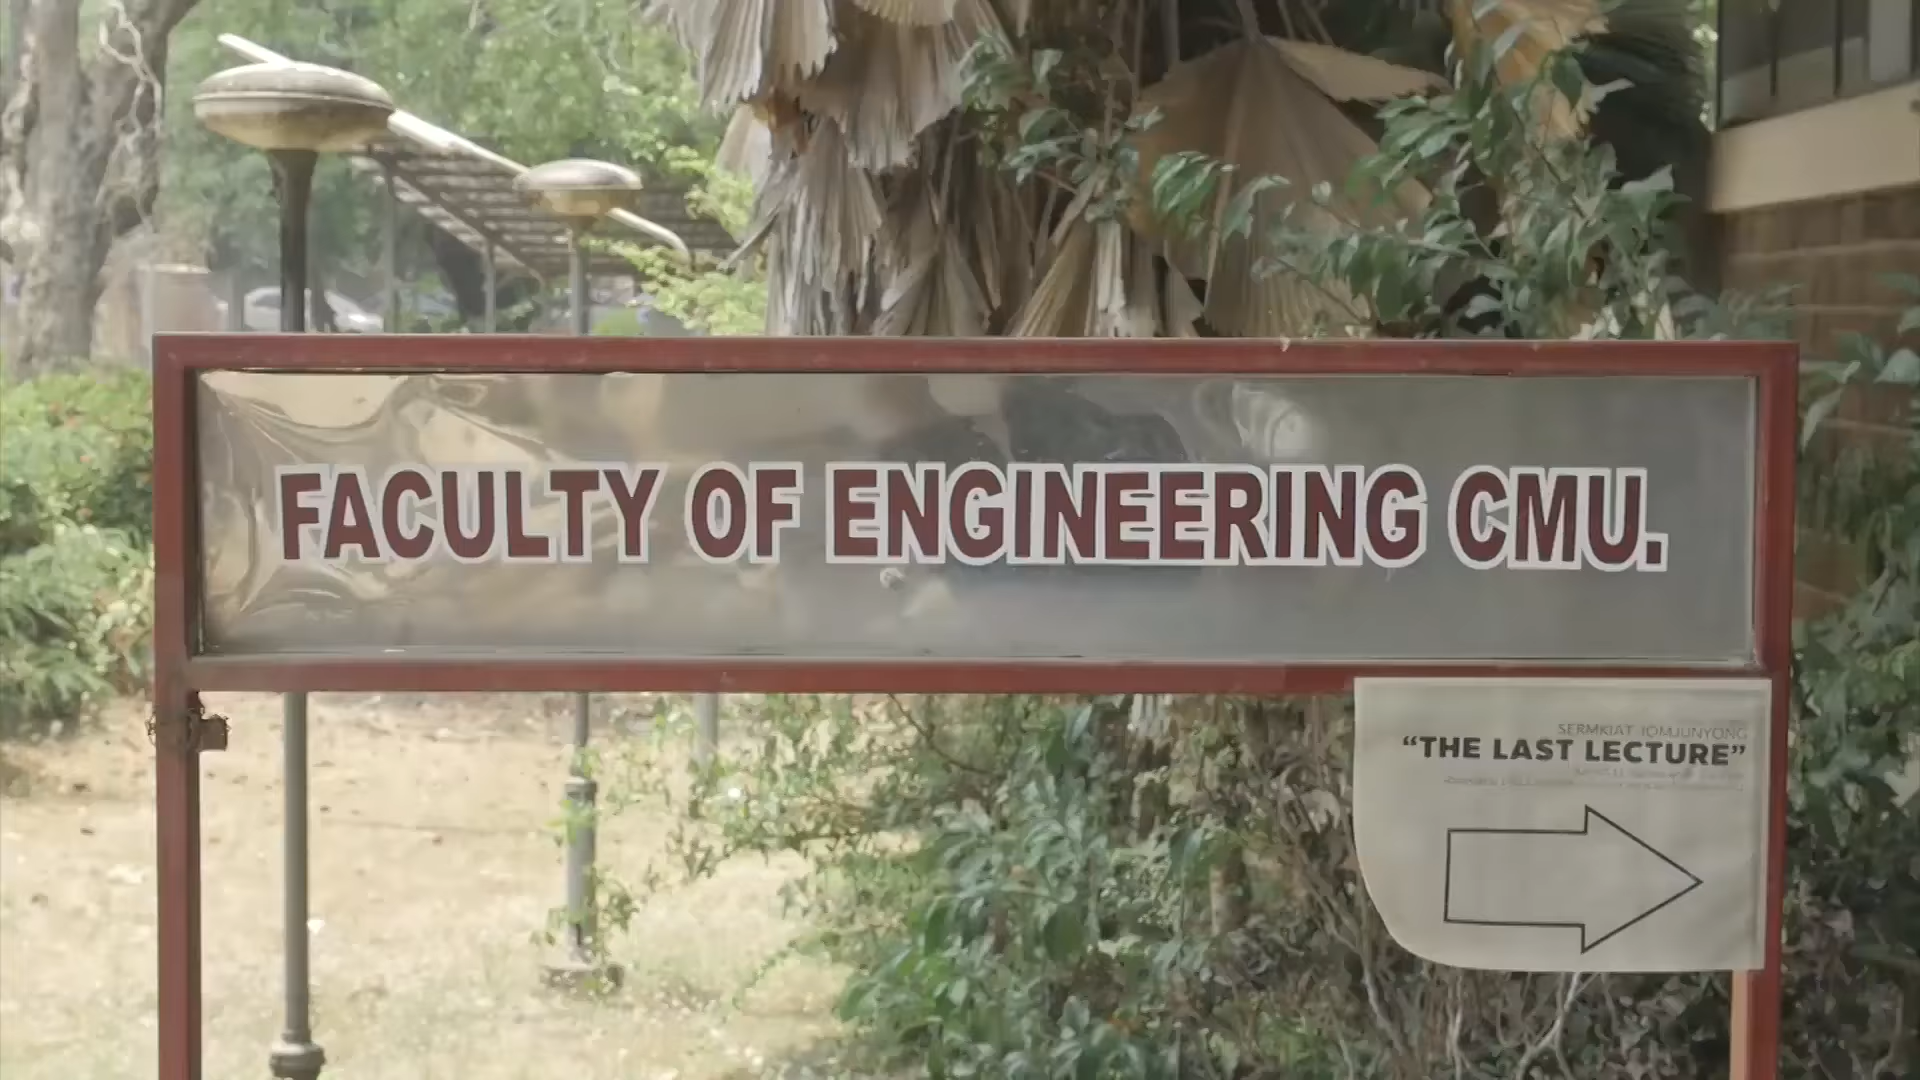 FACULTY OF ENGINEERING CMU.
SERMKIAT JOMJUNYONG
“THE LAST LECTURE”